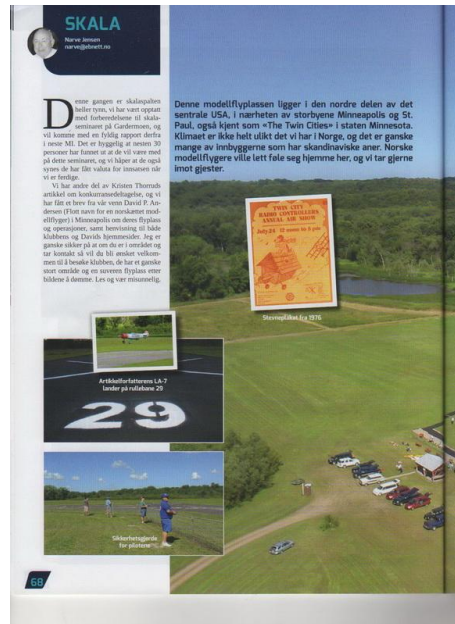 SKALA
Narve Jensen
narve@ebnett.no
Denne gangen er skalaspalten
heller tynn, vi har vært opptatt
med forberedelsene til skala-
seminaret på Gardermoen, og
vil komme med en fyldig rapport derfra
i neste MI. Det er hyggelig at nesten 30
personer har funnet ut at de vil være med
på dette seminaret, og vi håper at de også
synes de har fått valuta for innsatsen når
vi er ferdige.
Vi har andre del av Kristen Thorruds
artikkel om konkurransedeltagelse, og vi
har fått et brev fra vår venn David P. An-
dersen (Flott navn for en norskættet mo-
dellflyger) i Minneapolis om deres flyplass
og operasjoner, samt henvisning til både
klubbens og Davids hjemmesider. Jeg er
ganske sikker på at om du er i området og
tar kontakt så vil du bli ønsket velkom-
men til å besøke klubben, de har et ganske
stort område og en suveren flyplass etter
bildene å dømme. Les og vær misunnelig.
Denne modellflyplassen ligger i den nordre delen av det
sentrale USA, i nærheten av storbyene Minneapolis og St.
Paul, også kjent som «The Twin Cities» i staten Minnesota.
Klimaet er ikke helt ulikt det vi har i Norge, og det er ganske
mange av innbyggerne som har skandinaviske aner. Norske
modellflygere ville lett føle seg hjemme her, og vi tar gjerne
imot gjester.
TWIN CITY
RADIO CONTROLLERS
ANNUAL AIR SHOW
July 24
Stevneplakat fra 1976
Artikkelforfatterens LA-7
lander på rullebane 29
29
Sikkerhetsgjerde
for pilotene
68